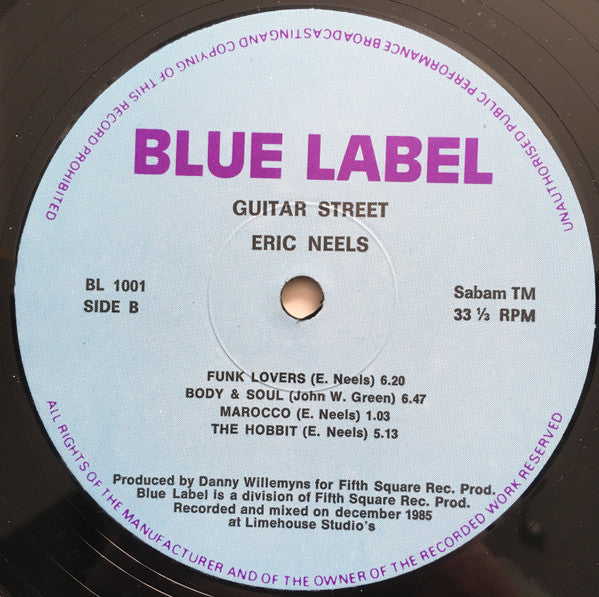 BLUE LABEL
GUITAR STREET
ERIC NEELS
BL 1001
SIDE B
Sabam TM
33 ⅓ RPM
FUNK LOVERS (E. Neels) 6.20
BODY & SOUL (John W. Green) 6.47
MAROCCO (E. Neels) 1.03
THE HOBBIT (E. Neels) 5.13
Produced by Danny Willemyns for Fifth Square Rec. Prod.
Blue Label is a division of Fifth Square Rec. Prod.
Recorded and mixed on december 1985
at Limehouse Studio's
ALL RIGHTS OF THE MANUFACTURER AND OF THE OWNER OF THE RECORDED WORK RESERVED
UNAUTHORISED PUBLIC PERFORMANCE BROADCASTINGAND COPYING OF THIS RECORD PROHIBITED